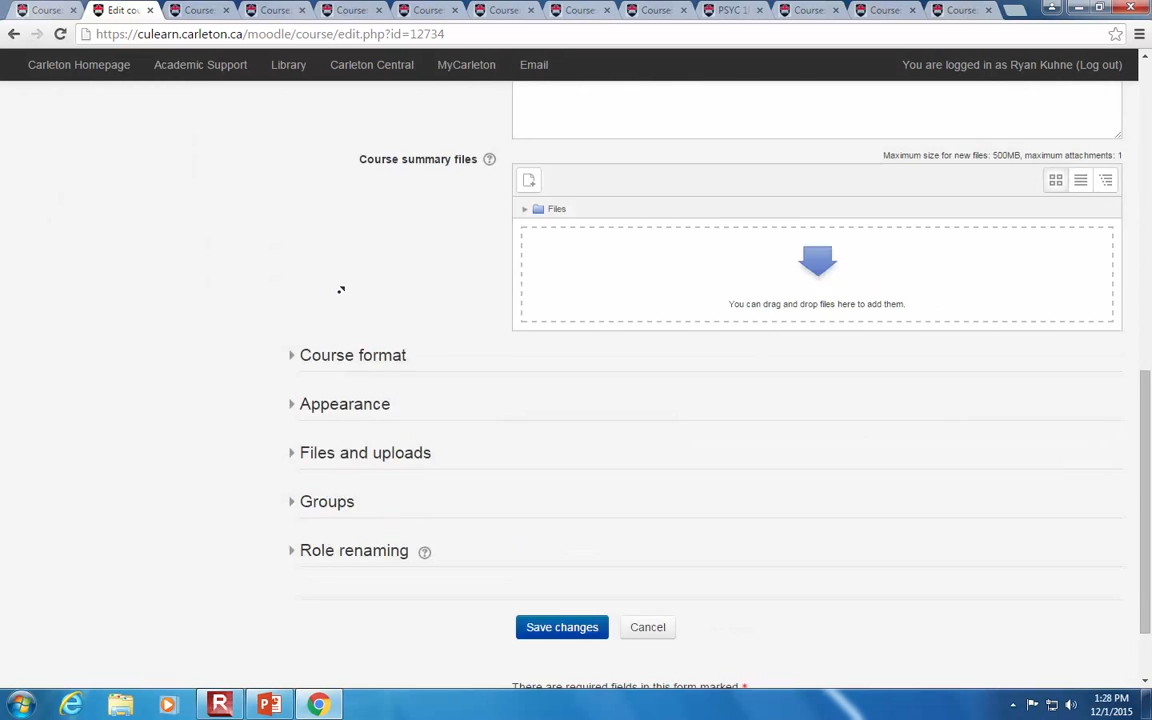 Course:
Edit cou
Course:
Course:
Course:
Course:
Course:
Course:
Course:
PSYC 1
Course:
Course:
Course:
https://culearn.carleton.ca/moodle/course/edit.php?id=12734
Carleton Homepage Academic Support Library Carleton Central MyCarleton Email You are logged in as Ryan Kuhne (Log out)
Course summary files
Maximum size for new files: 500MB, maximum attachments: 1
Files
You can drag and drop files here to add them.
Course format
Appearance
Files and uploads
Groups
Role renaming
Save changes Cancel
There are required fields in this form marked *
1:28 PM
12/1/2015